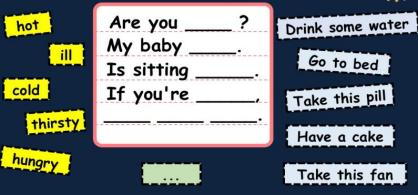 hot
ill
cold
thirsty
hungry
Are you _____ ?
My baby _____.
Is sitting ______.
If you're ______,
_____ _____ _____.
...
Drink some water
Go to bed
Take this pill
Have a cake
Take this fan